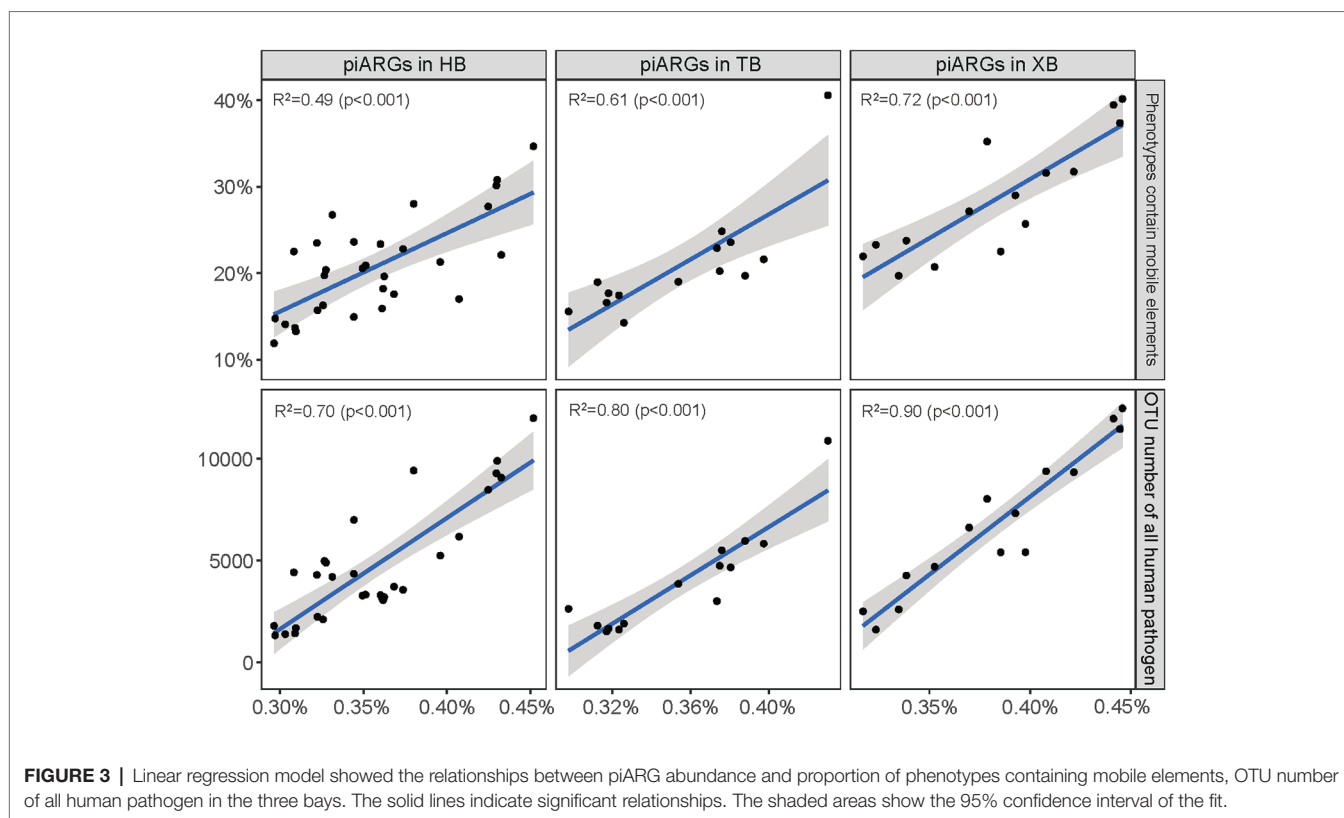 piARGs in HB
piARGs in TB
piARGs in XB
R²=0.49 (p<0.001)
R²=0.61 (p<0.001)
R²=0.72 (p<0.001)
40%
30%
20%
10%
Phenotypes contain mobile elements
R²=0.70 (p<0.001)
R²=0.80 (p<0.001)
R²=0.90 (p<0.001)
10000
5000
0
OTU number of all human pathogen
0.30%
0.35%
0.40%
0.45%
0.32%
0.36%
0.40%
0.35%
0.40%
0.45%
FIGURE 3 | Linear regression model showed the relationships between piARG abundance and proportion of phenotypes containing mobile elements, OTU number
of all human pathogen in the three bays. The solid lines indicate significant relationships. The shaded areas show the 95% confidence interval of the fit.